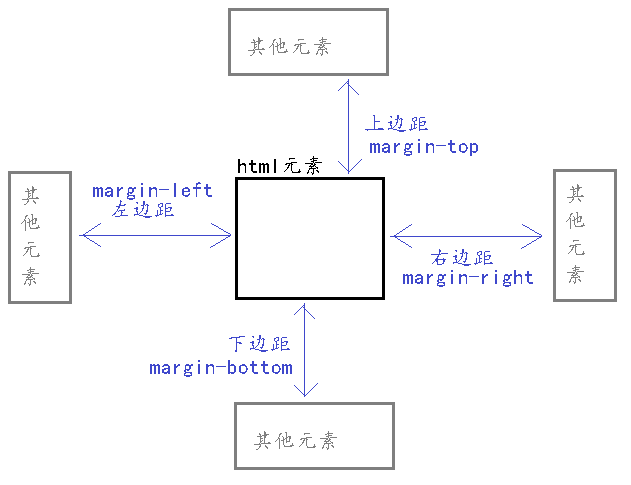 其他元素
上边距
margin-top
html元素
margin-left
左边距
其
他
元
素
其
他
元
素
右边距
margin-right
下边距
margin-bottom
其他元素